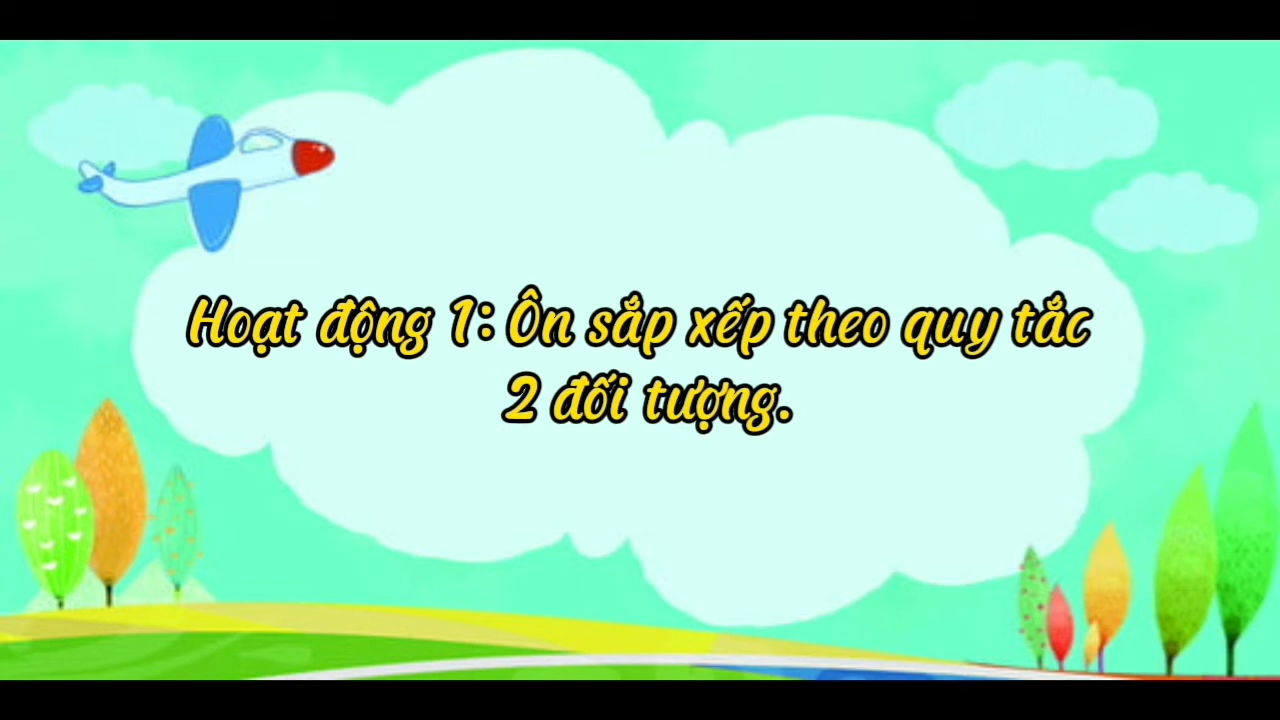 Hoạt động 1: Ôn sắp xếp theo quy tắc
2 đối tượng.